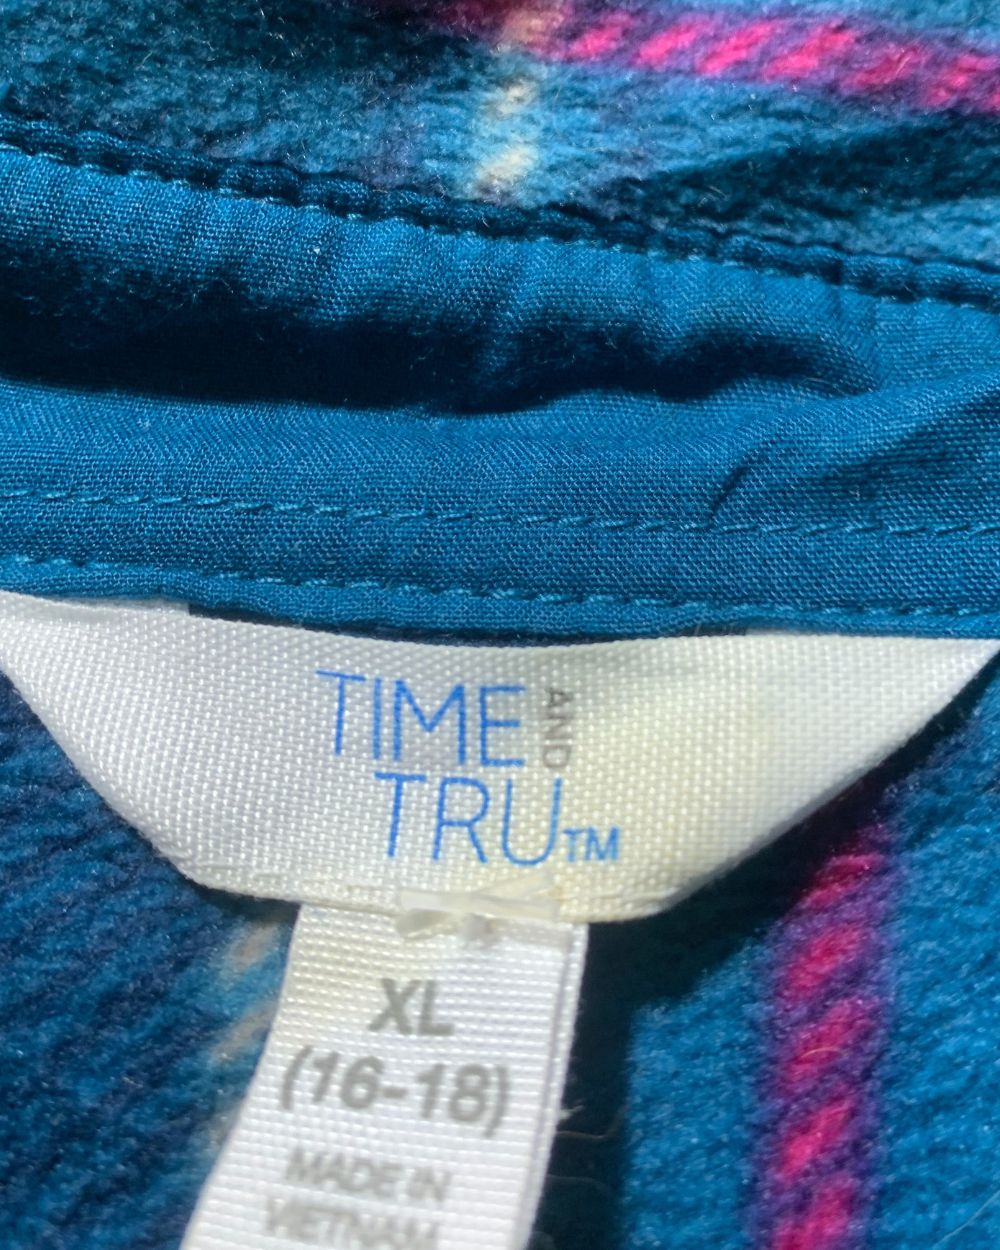 TIME AND
TRU™
XL
(16-18)
MADE IN
VIETNAM